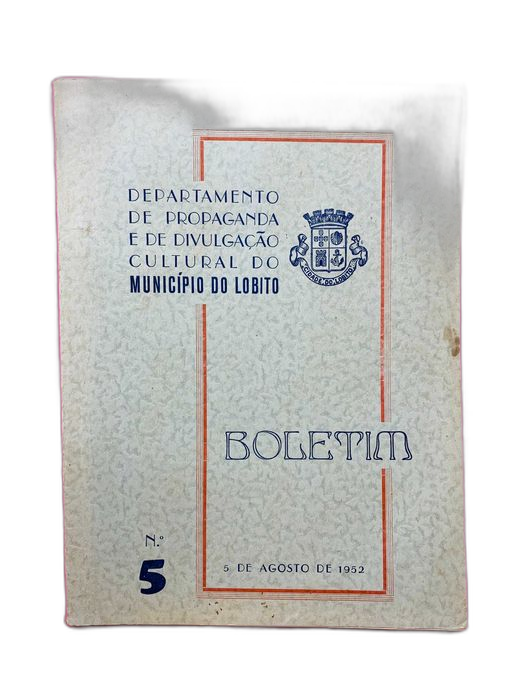 DEPARTAMENTO
DE PROPAGANDA
E DE DIVULGAÇÃO
CULTURAL DO
MUNICÍPIO DO LOBITO
CIDADE DO LOBITO
BOLETIM
N.º
5
5 DE AGOSTO DE 1952